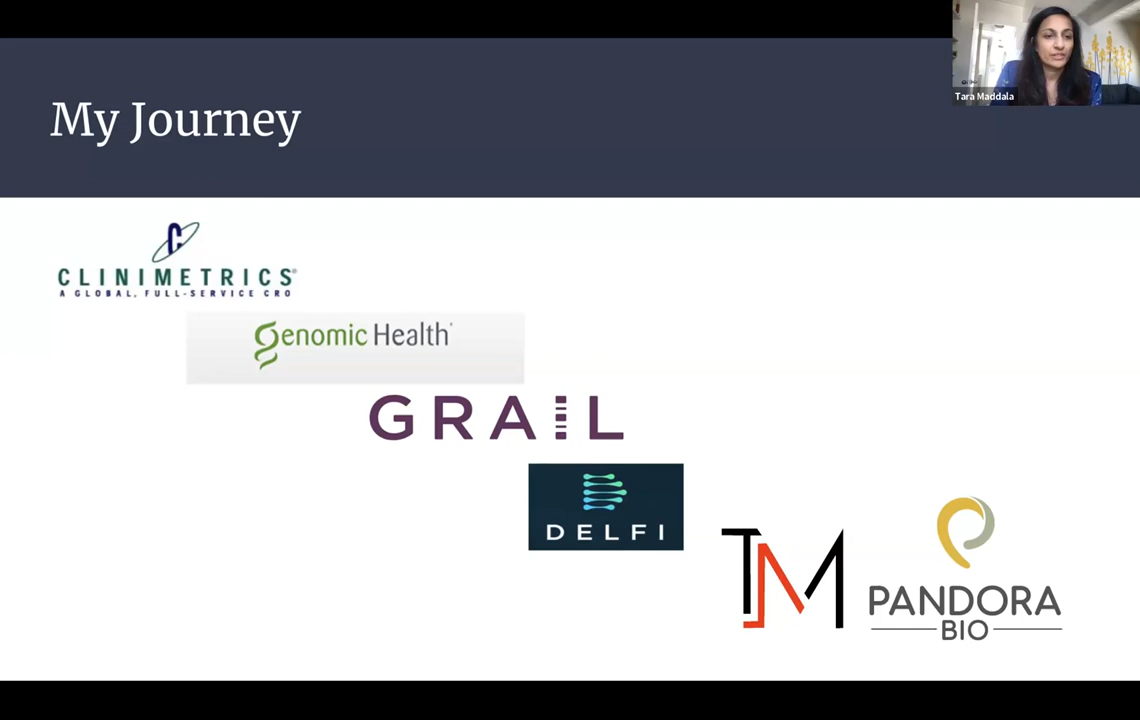 Tara Maddala
My Journey
CLINIMETRICS®
A GLOBAL, FULL-SERVICE CRO
genomic Health
GRAIL
DELFI
TM
PANDORA
BIO